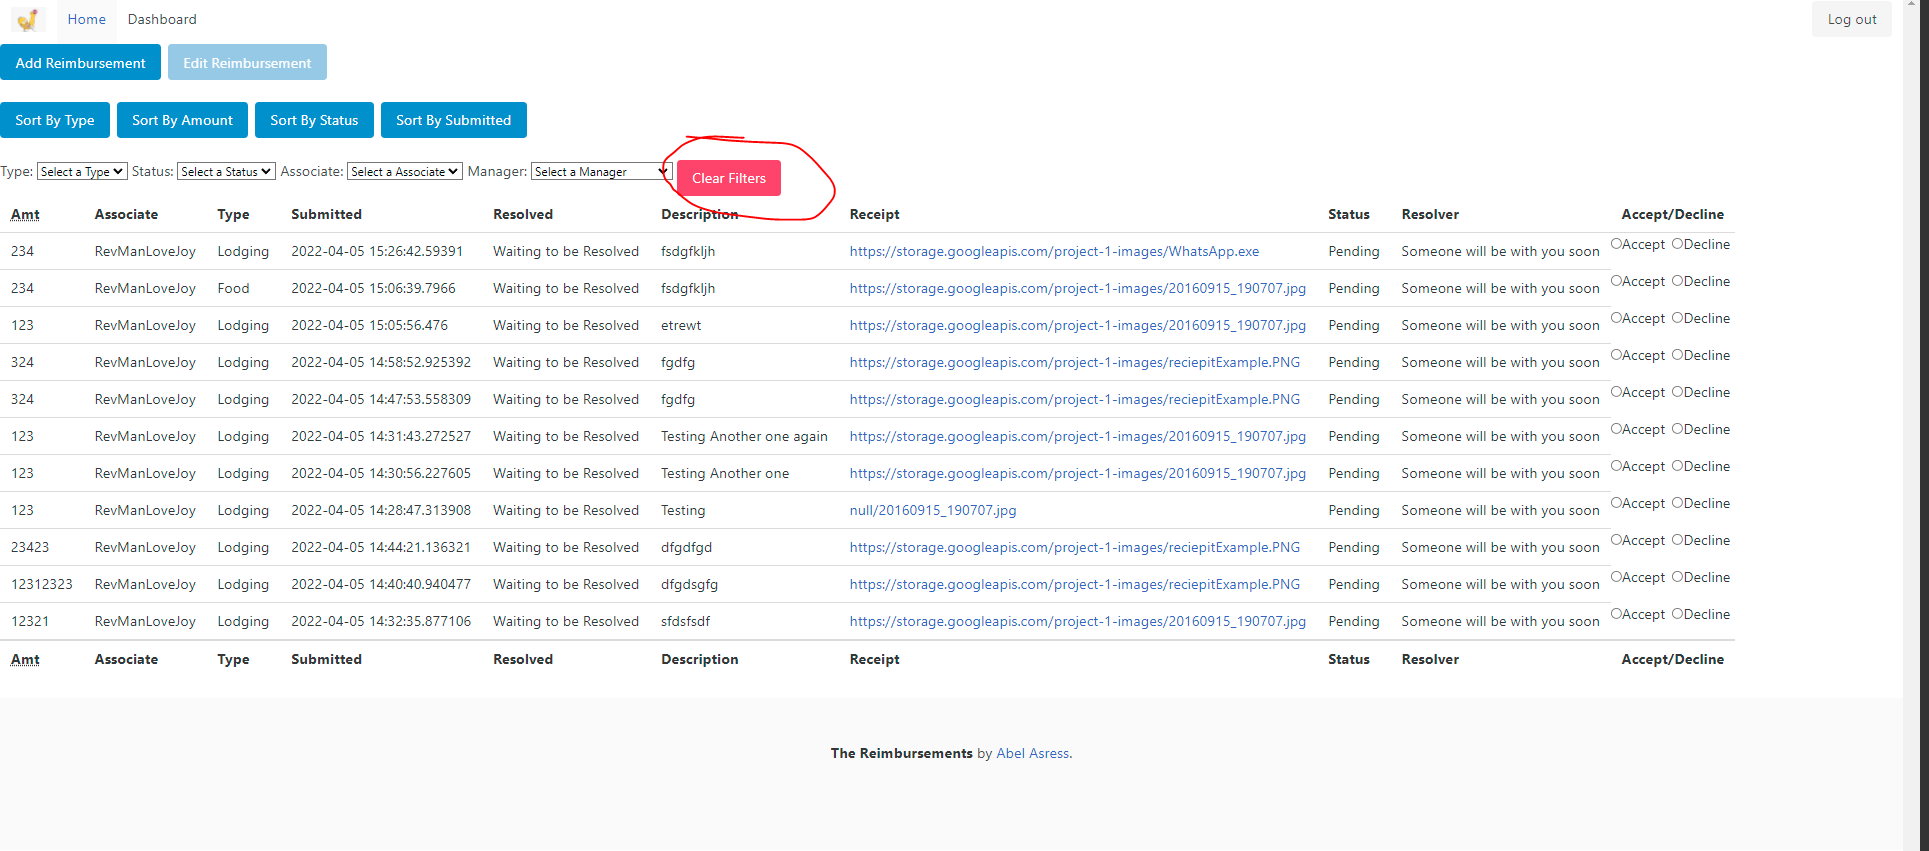 Home Dashboard Log out
Add Reimbursement Edit Reimbursement
Sort By Type Sort By Amount Sort By Status Sort By Submitted
Type: Select a Type Status: Select a Status Associate: Select a Associate Manager: Select a Manager Clear Filters
Amt Associate Type Submitted Resolved Description Receipt Status Resolver Accept/Decline
234 RevManLoveJoy Lodging 2022-04-05 15:26:42.59391 Waiting to be Resolved fsdgfkljh https://storage.googleapis.com/project-1-images/WhatsApp.exe Pending Someone will be with you soon Accept Decline
234 RevManLoveJoy Food 2022-04-05 15:06:39.7966 Waiting to be Resolved fsdgfkljh https://storage.googleapis.com/project-1-images/20160915_190707.jpg Pending Someone will be with you soon Accept Decline
123 RevManLoveJoy Lodging 2022-04-05 15:05:56.476 Waiting to be Resolved etrewt https://storage.googleapis.com/project-1-images/20160915_190707.jpg Pending Someone will be with you soon Accept Decline
324 RevManLoveJoy Lodging 2022-04-05 14:58:52.925392 Waiting to be Resolved fgdfg https://storage.googleapis.com/project-1-images/reciepitExample.PNG Pending Someone will be with you soon Accept Decline
324 RevManLoveJoy Lodging 2022-04-05 14:47:53.558309 Waiting to be Resolved fgdfg https://storage.googleapis.com/project-1-images/reciepitExample.PNG Pending Someone will be with you soon Accept Decline
123 RevManLoveJoy Lodging 2022-04-05 14:31:43.272527 Waiting to be Resolved Testing Another one again https://storage.googleapis.com/project-1-images/20160915_190707.jpg Pending Someone will be with you soon Accept Decline
123 RevManLoveJoy Lodging 2022-04-05 14:30:56.227605 Waiting to be Resolved Testing Another one https://storage.googleapis.com/project-1-images/20160915_190707.jpg Pending Someone will be with you soon Accept Decline
123 RevManLoveJoy Lodging 2022-04-05 14:28:47.313908 Waiting to be Resolved Testing null/20160915_190707.jpg Pending Someone will be with you soon Accept Decline
23423 RevManLoveJoy Lodging 2022-04-05 14:44:21.136321 Waiting to be Resolved dfgdfgd https://storage.googleapis.com/project-1-images/reciepitExample.PNG Pending Someone will be with you soon Accept Decline
12312323 RevManLoveJoy Lodging 2022-04-05 14:40:40.940477 Waiting to be Resolved dfgdsgfg https://storage.googleapis.com/project-1-images/reciepitExample.PNG Pending Someone will be with you soon Accept Decline
12321 RevManLoveJoy Lodging 2022-04-05 14:32:35.877106 Waiting to be Resolved sfdsfsdf https://storage.googleapis.com/project-1-images/20160915_190707.jpg Pending Someone will be with you soon Accept Decline
Amt Associate Type Submitted Resolved Description Receipt Status Resolver Accept/Decline
The Reimbursements by Abel Asress.